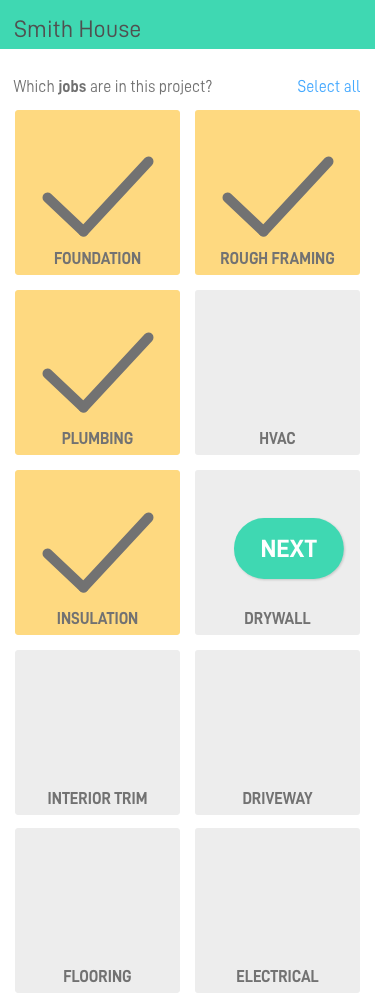 Smith House
Which jobs are in this project? Select all
FOUNDATION
ROUGH FRAMING
PLUMBING
HVAC
INSULATION
NEXT
DRYWALL
INTERIOR TRIM
DRIVEWAY
FLOORING
ELECTRICAL